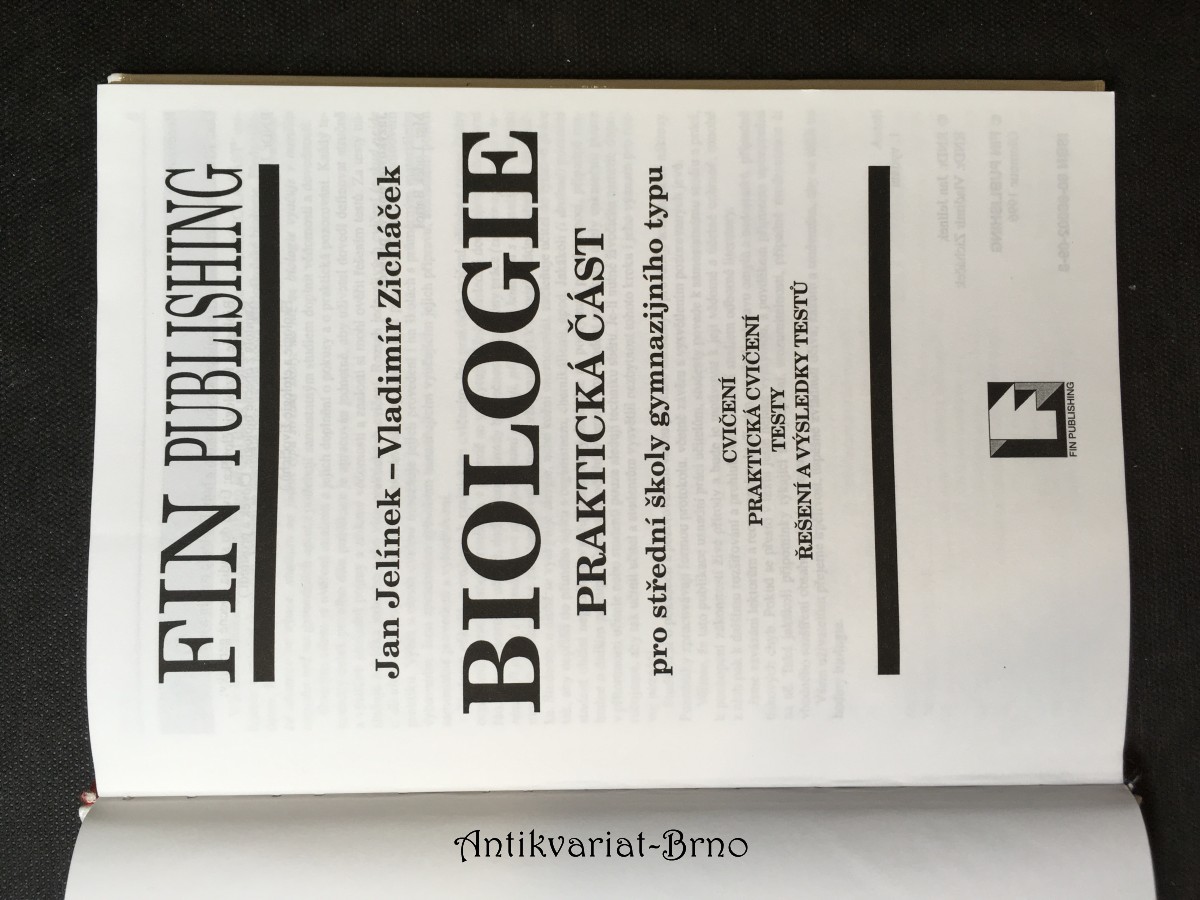 FIN PUBLISHING
Jan Jelínek – Vladimír Zicháček
BIOLOGIE
PRAKTICKÁ ČÁST
pro střední školy gymnazijního typu
CVIČENÍ
PRAKTICKÁ CVIČENÍ
TESTY
ŘEŠENÍ A VÝSLEDKY TESTŮ
FIN PUBLISHING
Antikvariat-Brno